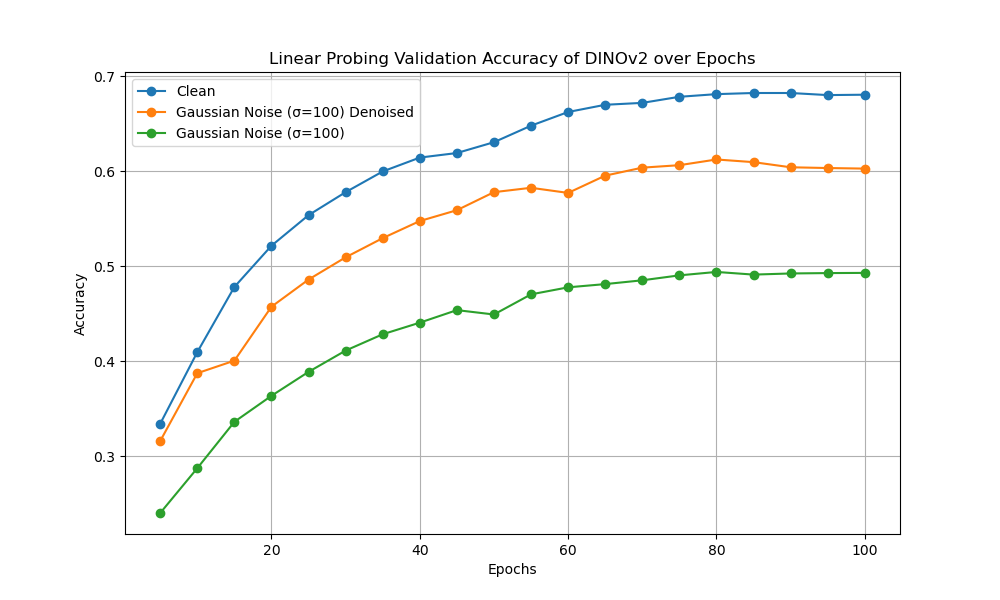 Linear Probing Validation Accuracy of DINOv2 over Epochs
Clean
Gaussian Noise (σ=100) Denoised
Gaussian Noise (σ=100)
0.7
0.6
0.5
0.4
0.3
Accuracy
20 40 60 80 100
Epochs